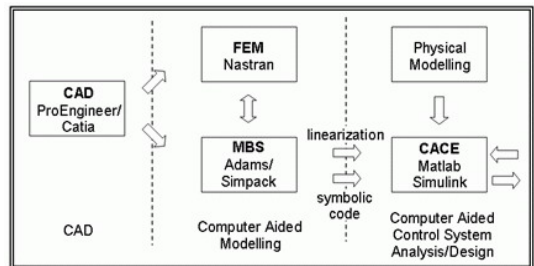 FEM
Nastran
Physical
Modelling
CAD
ProEngineer/
Catia
linearization
MBS
Adams/
Simpack
CACE
Matlab
Simulink
symbolic
code
CAD
Computer Aided
Modelling
Computer Aided
Control System
Analysis/Design